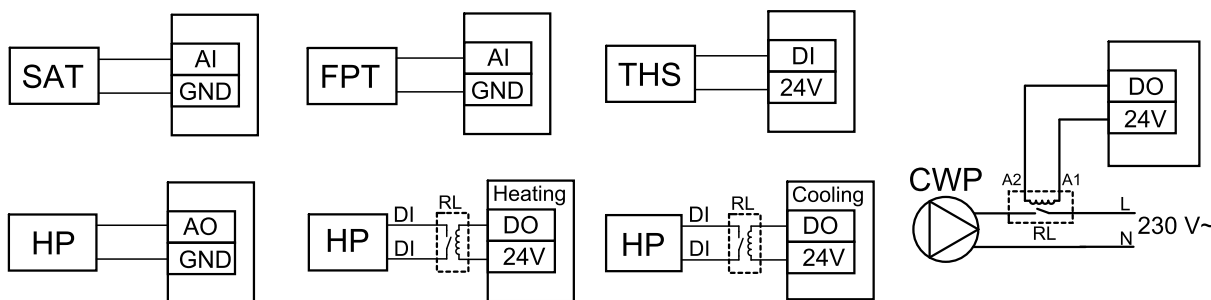 SAT
AI
GND
FPT
AI
GND
THS
DI
24V
DO
24V
CWP
A2
A1
L
RL
N
230 V~
HP
AO
GND
HP
DI
DI
RL
Heating
DO
24V
HP
DI
DI
RL
Cooling
DO
24V